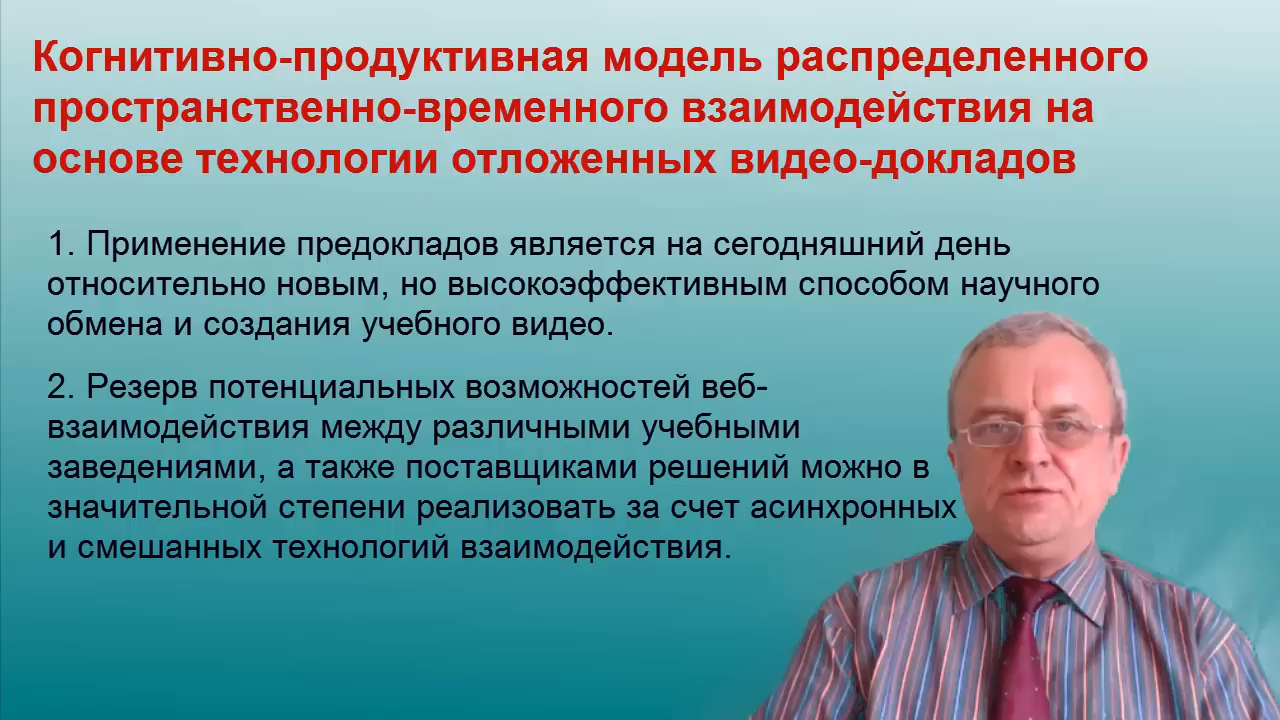 Когнитивно-продуктивная модель распределенного
пространственно-временного взаимодействия на
основе технологии отложенных видео-докладов
1. Применение предокладов является на сегодняшний день
относительно новым, но высокоэффективным способом научного
обмена и создания учебного видео.
2. Резерв потенциальных возможностей веб-
взаимодействия между различными учебными
заведениями, а также поставщиками решений можно в
значительной степени реализовать за счет асинхронных
и смешанных технологий взаимодействия.